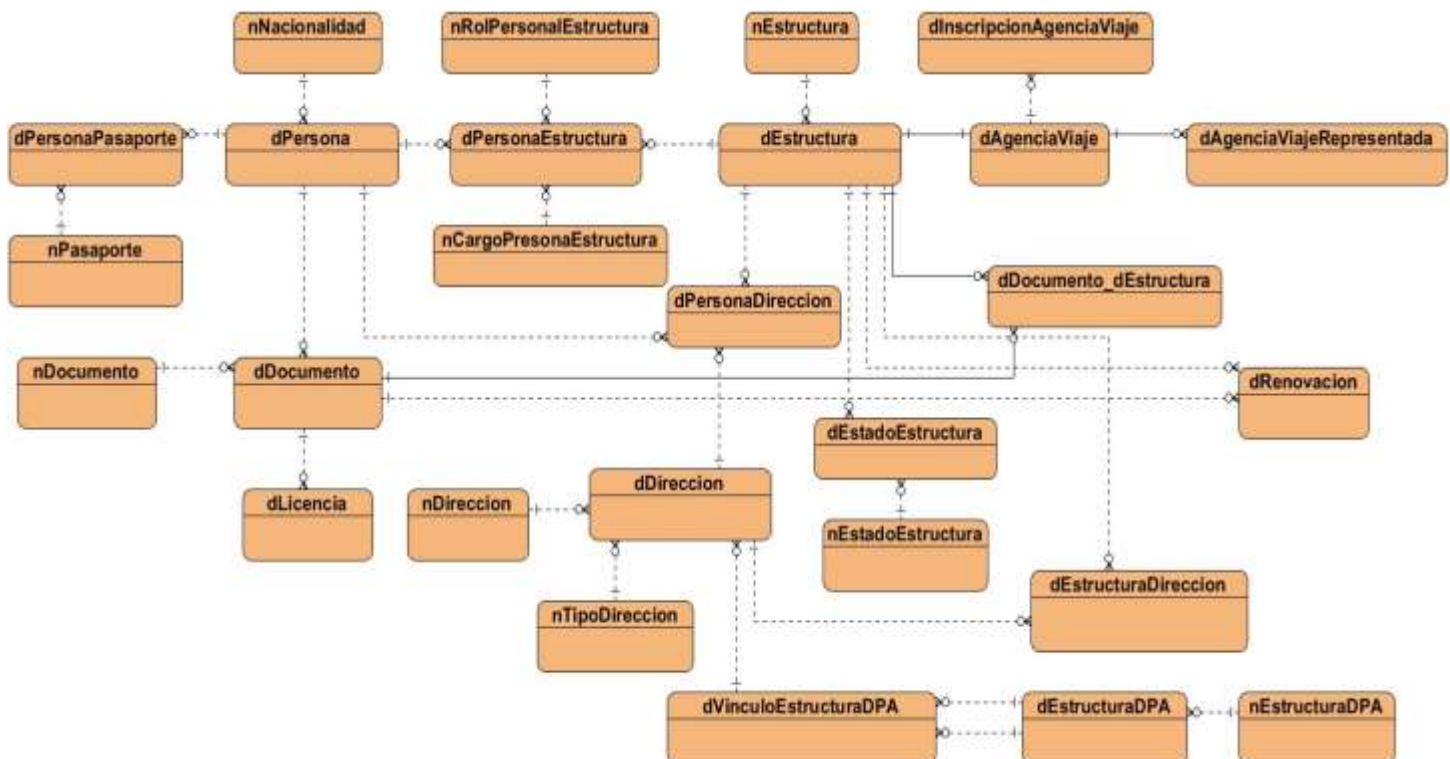 nNacionalidad
nRolPersonalEstructura
nEstructura
dInscripcionAgenciaViaje
dPersonaPasaporte
dPersona
dPersonaEstructura
dEstructura
dAgenciaViaje
dAgenciaViajeRepresentada
nPasaporte
nCargoPresonaEstructura
dPersonaDireccion
dDocumento_dEstructura
nDocumento
dDocumento
dRenovacion
dEstadoEstructura
dLicencia
nDireccion
dDireccion
nEstadoEstructura
dEstructuraDireccion
nTipoDireccion
dVinculoEstructuraDPA
dEstructuraDPA
nEstructuraDPA